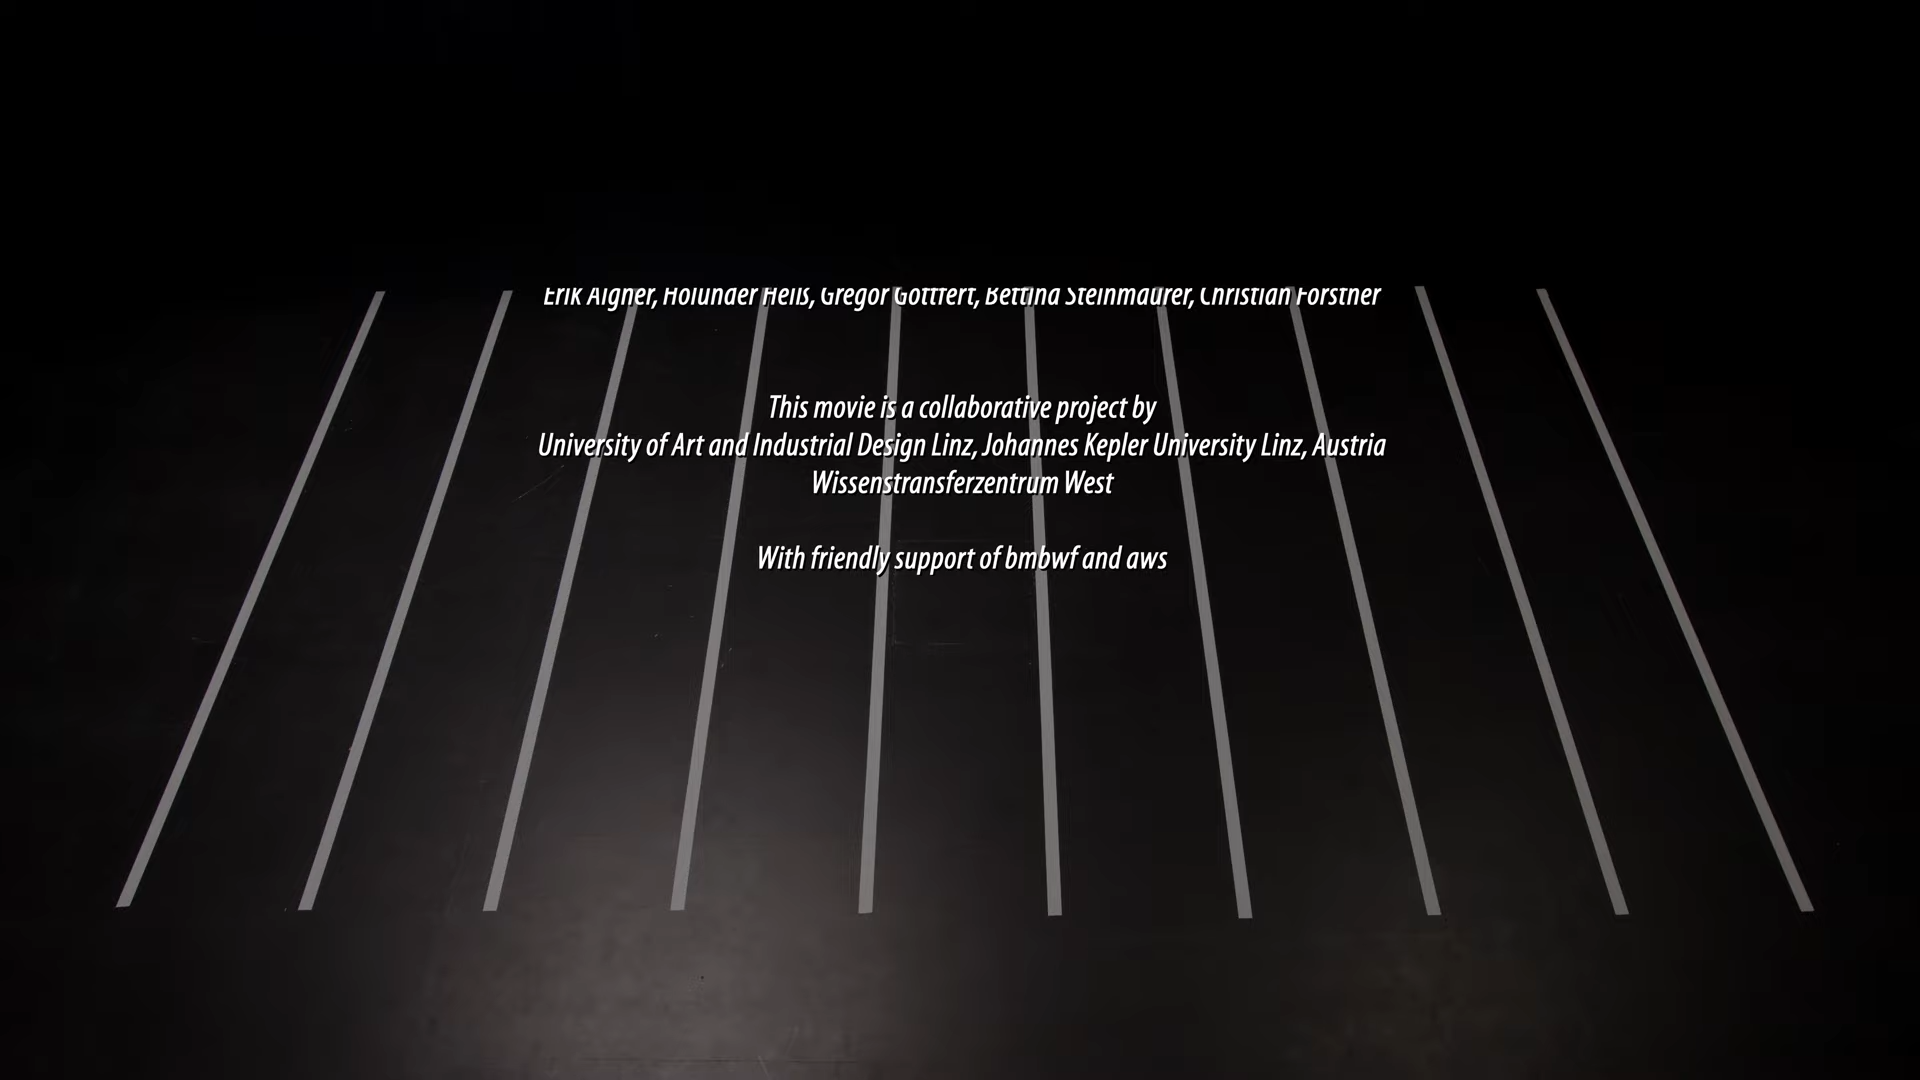 Erik Aigner, Holunder Heiß, Gregor Göttfert, Bettina Steinmaurer, Christian Forstner
This movie is a collaborative project by
University of Art and Industrial Design Linz, Johannes Kepler University Linz, Austria
Wissenstransferzentrum West
With friendly support of bmbwf and aws